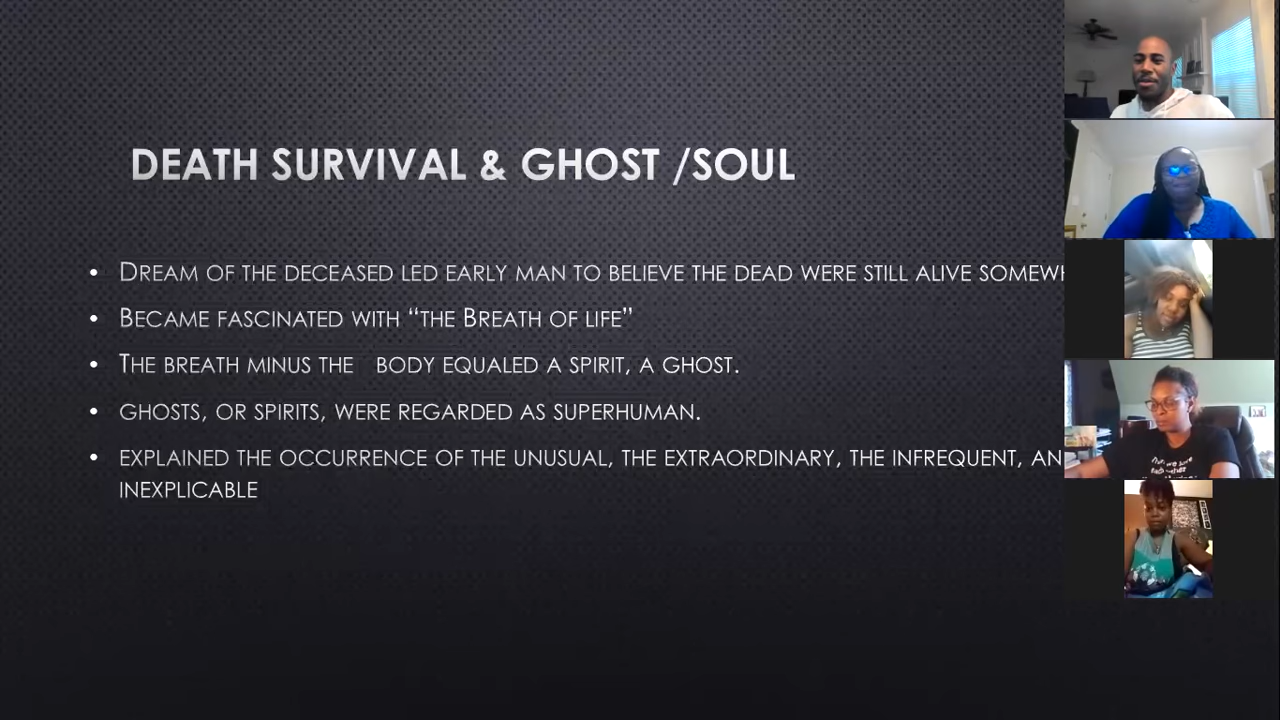 DEATH SURVIVAL & GHOST /SOUL
• DREAM OF THE DECEASED LED EARLY MAN TO BELIEVE THE DEAD WERE STILL ALIVE
• BECAME FASCINATED WITH “THE BREATH OF LIFE”
• THE BREATH MINUS THE BODY EQUALED A SPIRIT, A GHOST.
• GHOSTS, OR SPIRITS, WERE REGARDED AS SUPERHUMAN.
• EXPLAINED THE OCCURRENCE OF THE UNUSUAL, THE EXTRAORDINARY, THE INFREQUENT,
INEXPLICABLE